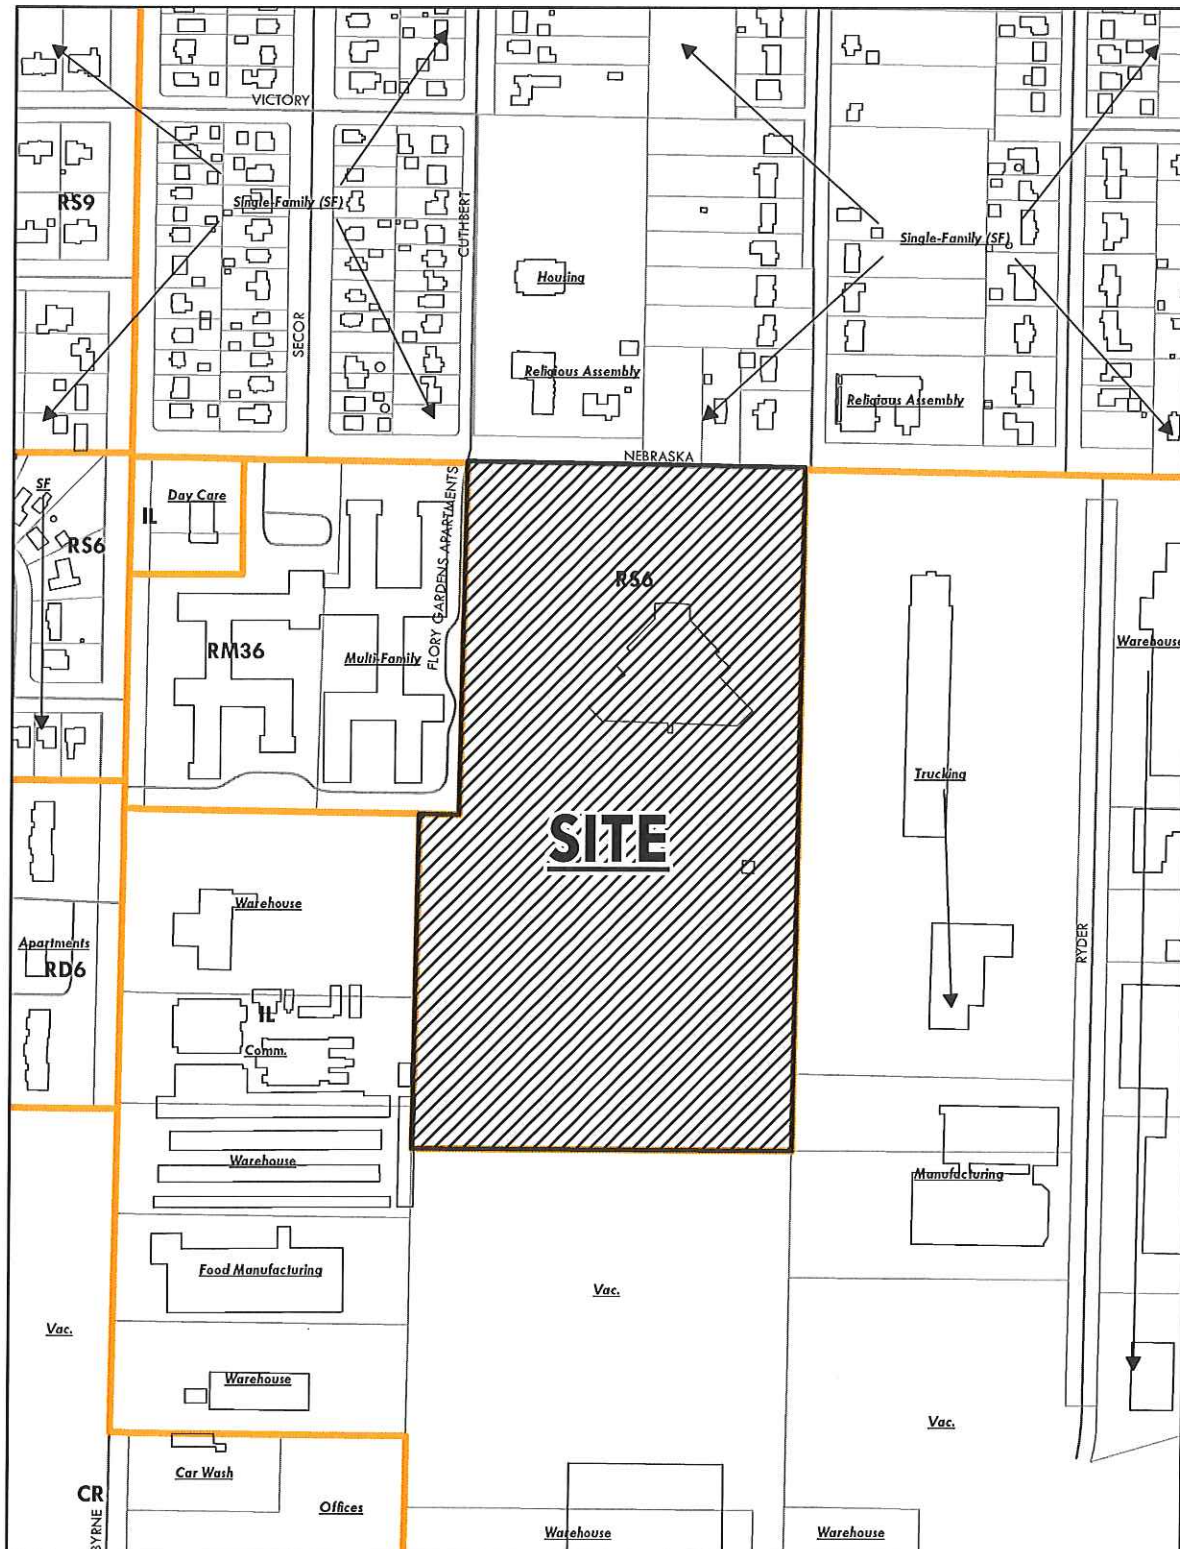 VICTORY
RS9
Single-Family (SF)
CUTHBERT
Single-Family (SF)
Housing
SECOR
Religious Assembly
Religious Assembly
NEBRASKA
SF
Day Care
IL
FLORY GARDENS APARTMENTS
RS6
RS6
RM36
Multi-Family
Warehouse
Trucking
SITE
Warehouse
Apartments
RD6
RYDER
IL
Comm.
Warehouse
Manufacturing
Food Manufacturing
Vac.
Vac.
Warehouse
Vac.
Car Wash
CR
Offices
BYRNE
Warehouse
Warehouse